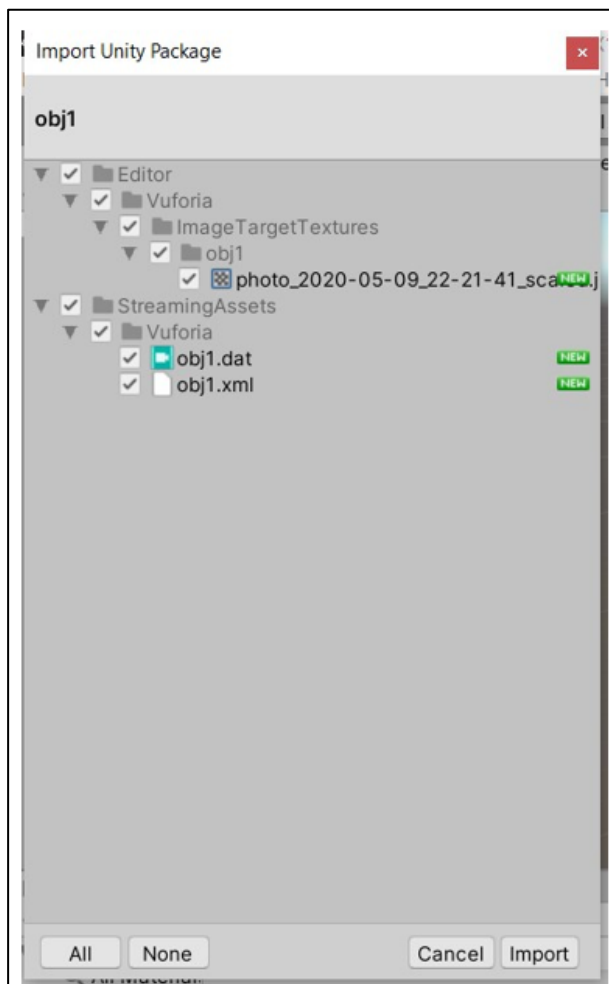 Import Unity Package
obj1
Editor
Vuforia
ImageTargetTextures
obj1
photo_2020-05-09_22-21-41_sca NEW .j
StreamingAssets
Vuforia
obj1.dat NEW
obj1.xml NEW
All None Cancel Import